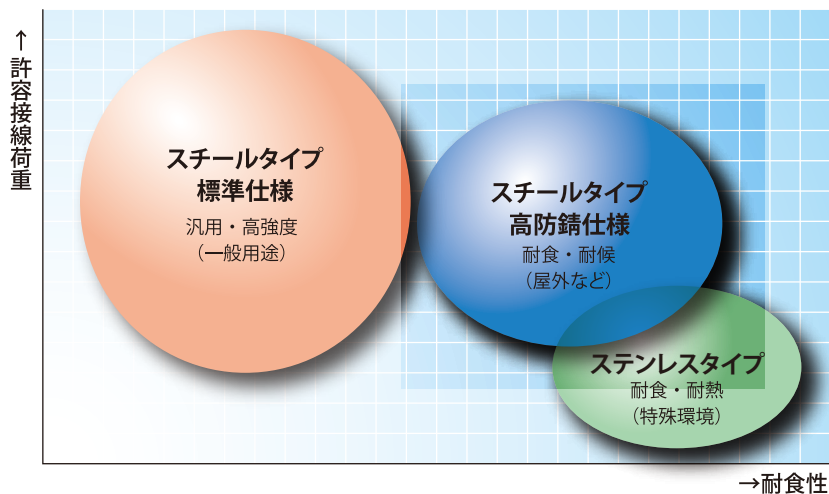 ↑許容接線荷重
スチールタイプ
標準仕様
汎用・高強度
（一般用途）
スチールタイプ
高防錆仕様
耐食・耐候
（屋外など）
ステンレスタイプ
耐食・耐熱
（特殊環境）
→耐食性